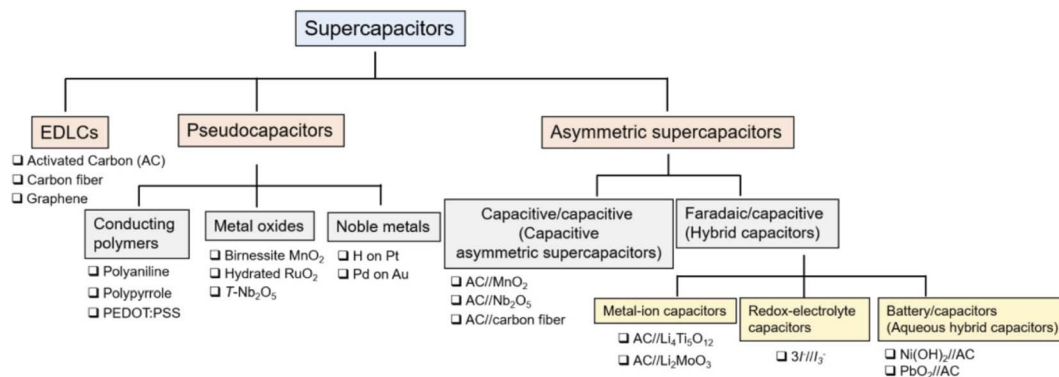 Supercapacitors
EDLCs
❑ Activated Carbon (AC)
❑ Carbon fiber
❑ Graphene
Pseudocapacitors
Conducting
polymers
❑ Polyaniline
❑ Polypyrrole
❑ PEDOT:PSS
Metal oxides
❑ Birnessite MnO₂
❑ Hydrated RuO₂
❑ T-Nb₂O₅
Noble metals
❑ H on Pt
❑ Pd on Au
Asymmetric supercapacitors
Capacitive/capacitive
(Capacitive
asymmetric supercapacitors)
❑ AC//MnO₂
❑ AC//Nb₂O₅
❑ AC//carbon fiber
Faradaic/capacitive
(Hybrid capacitors)
Metal-ion capacitors
❑ AC//Li₄Ti₅O₁₂
❑ AC//Li₂MoO₃
Redox-electrolyte
capacitors
❑ 3I⁻//I₃⁻
Battery/capacitors
(Aqueous hybrid capacitors)
❑ Ni(OH)₂//AC
❑ PbO₂//AC